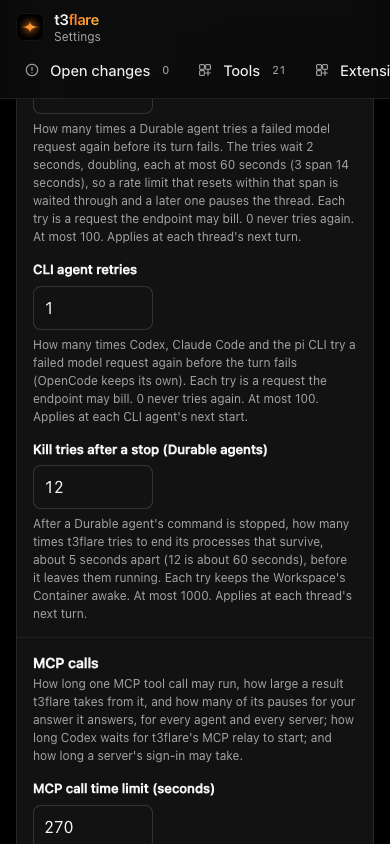 t3flare
Settings
Open changes 0 Tools 21 Extensi
How many times a Durable agent tries a failed model
request again before its turn fails. The tries wait 2
seconds, doubling, each at most 60 seconds (3 span 14
seconds), so a rate limit that resets within that span is
waited through and a later one pauses the thread. Each
try is a request the endpoint may bill. 0 never tries again.
At most 100. Applies at each thread's next turn.
CLI agent retries
1
How many times Codex, Claude Code and the pi CLI try a
failed model request again before the turn fails
(OpenCode keeps its own). Each try is a request the
endpoint may bill. 0 never tries again. At most 100.
Applies at each CLI agent's next start.
Kill tries after a stop (Durable agents)
12
After a Durable agent's command is stopped, how many
times t3flare tries to end its processes that survive,
about 5 seconds apart (12 is about 60 seconds), before
it leaves them running. Each try keeps the Workspace's
Container awake. At most 1000. Applies at each thread's
next turn.
MCP calls
How long one MCP tool call may run, how large a result
t3flare takes from it, and how many of its pauses for your
answer it answers, for every agent and every server; how
long Codex waits for t3flare's MCP relay to start; and
how long a server's sign-in may take.
MCP call time limit (seconds)
270